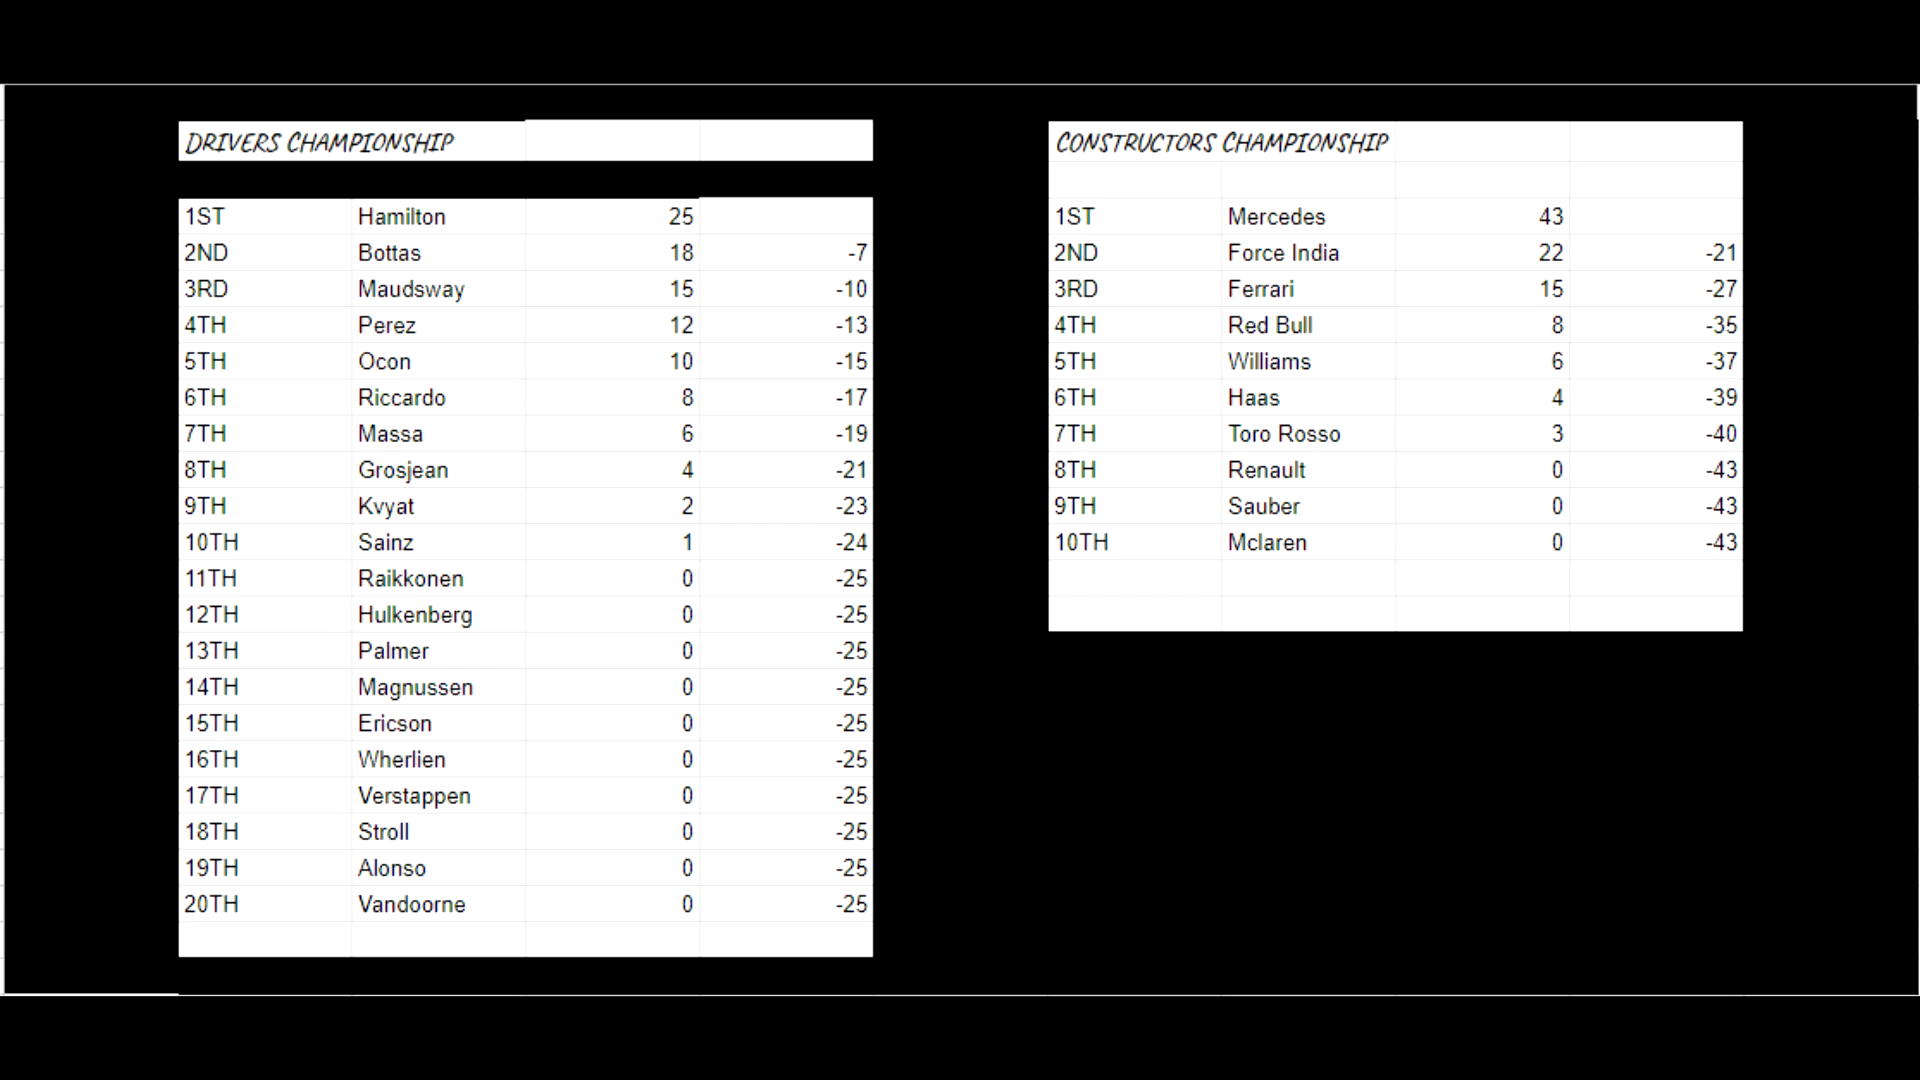 DRIVERS CHAMPIONSHIP
1ST Hamilton 25
2ND Bottas 18 -7
3RD Maudsway 15 -10
4TH Perez 12 -13
5TH Ocon 10 -15
6TH Riccardo 8 -17
7TH Massa 6 -19
8TH Grosjean 4 -21
9TH Kvyat 2 -23
10TH Sainz 1 -24
11TH Raikkonen 0 -25
12TH Hulkenberg 0 -25
13TH Palmer 0 -25
14TH Magnussen 0 -25
15TH Ericson 0 -25
16TH Wherlien 0 -25
17TH Verstappen 0 -25
18TH Stroll 0 -25
19TH Alonso 0 -25
20TH Vandoorne 0 -25
CONSTRUCTORS CHAMPIONSHIP
1ST Mercedes 43
2ND Force India 22 -21
3RD Ferrari 15 -27
4TH Red Bull 8 -35
5TH Williams 6 -37
6TH Haas 4 -39
7TH Toro Rosso 3 -40
8TH Renault 0 -43
9TH Sauber 0 -43
10TH Mclaren 0 -43